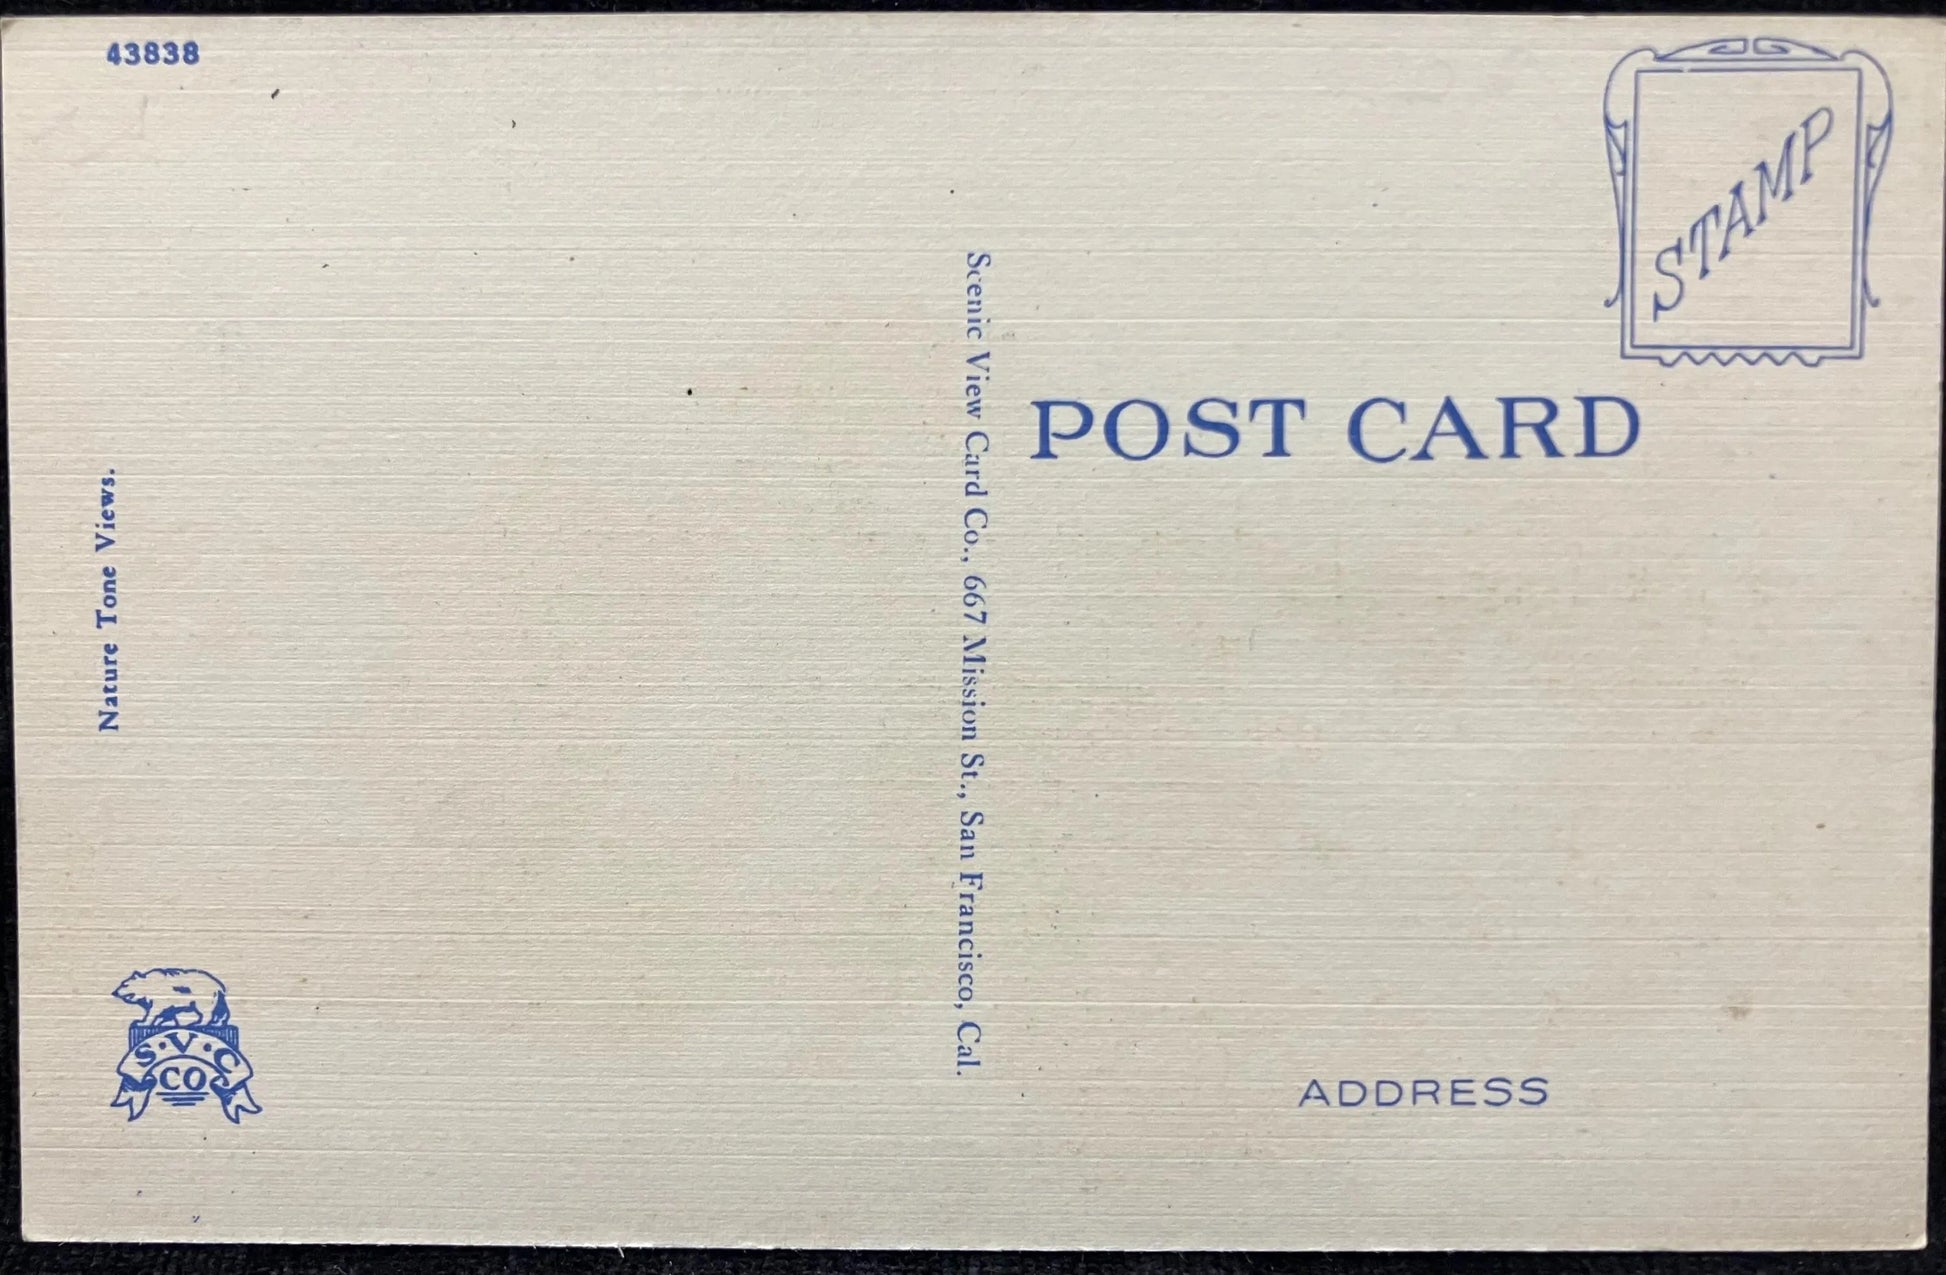 43838
STAMP
POST CARD
Nature Tone Views.
Scenic View Card Co., 667 Mission St., San Francisco, Cal.
S·V·C
CO
ADDRESS